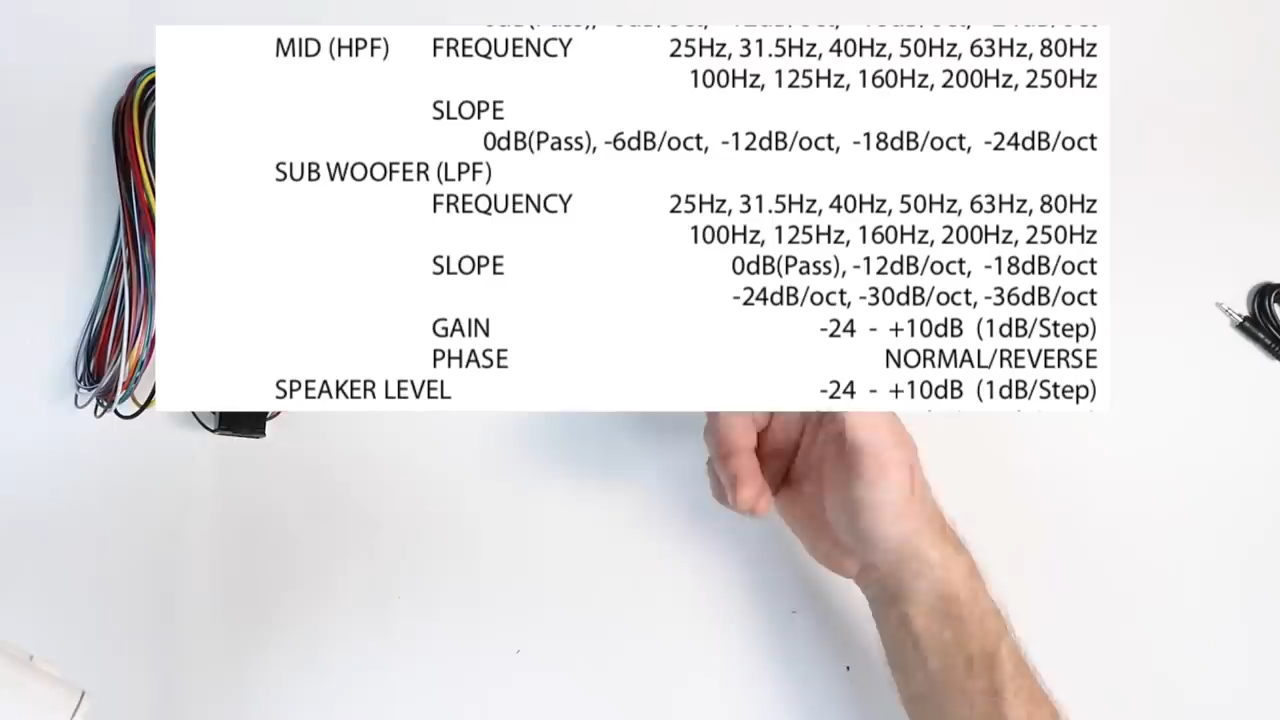 MID (HPF) FREQUENCY 25Hz, 31.5Hz, 40Hz, 50Hz, 63Hz, 80Hz
100Hz, 125Hz, 160Hz, 200Hz, 250Hz
SLOPE
0dB(Pass), -6dB/oct, -12dB/oct, -18dB/oct, -24dB/oct
SUB WOOFER (LPF)
FREQUENCY 25Hz, 31.5Hz, 40Hz, 50Hz, 63Hz, 80Hz
100Hz, 125Hz, 160Hz, 200Hz, 250Hz
SLOPE 0dB(Pass), -12dB/oct, -18dB/oct
-24dB/oct, -30dB/oct, -36dB/oct
GAIN -24 - +10dB (1dB/Step)
PHASE NORMAL/REVERSE
SPEAKER LEVEL -24 - +10dB (1dB/Step)